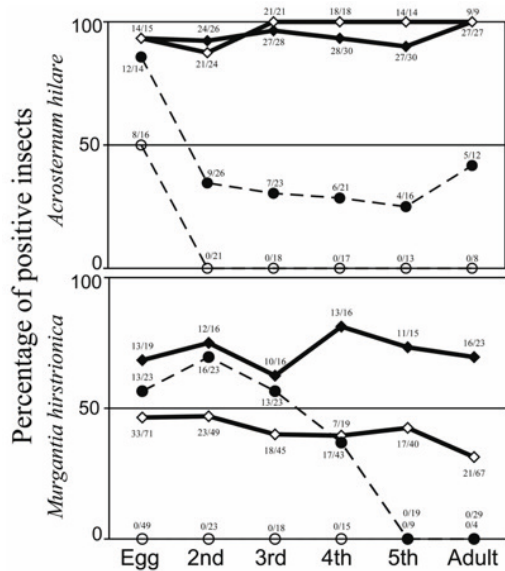 Percentage of positive insects
Acrosternum hilare
100
50
0
14/15 24/26 21/21 18/18 14/14 9/9
21/24 27/28 28/30 27/30 27/27
12/14
8/16
9/26 7/23 6/21 4/16 5/12
0/21 0/18 0/17 0/13 0/8
Murgantia hirstrionica
100
50
0
13/19 12/16 10/16 13/16 11/15 16/23
13/23 16/23 13/23 7/19
33/71 23/49 18/45 17/43 17/40 21/67
0/19 0/29
0/49 0/23 0/18 0/15 0/9 0/4
Egg 2nd 3rd 4th 5th Adult